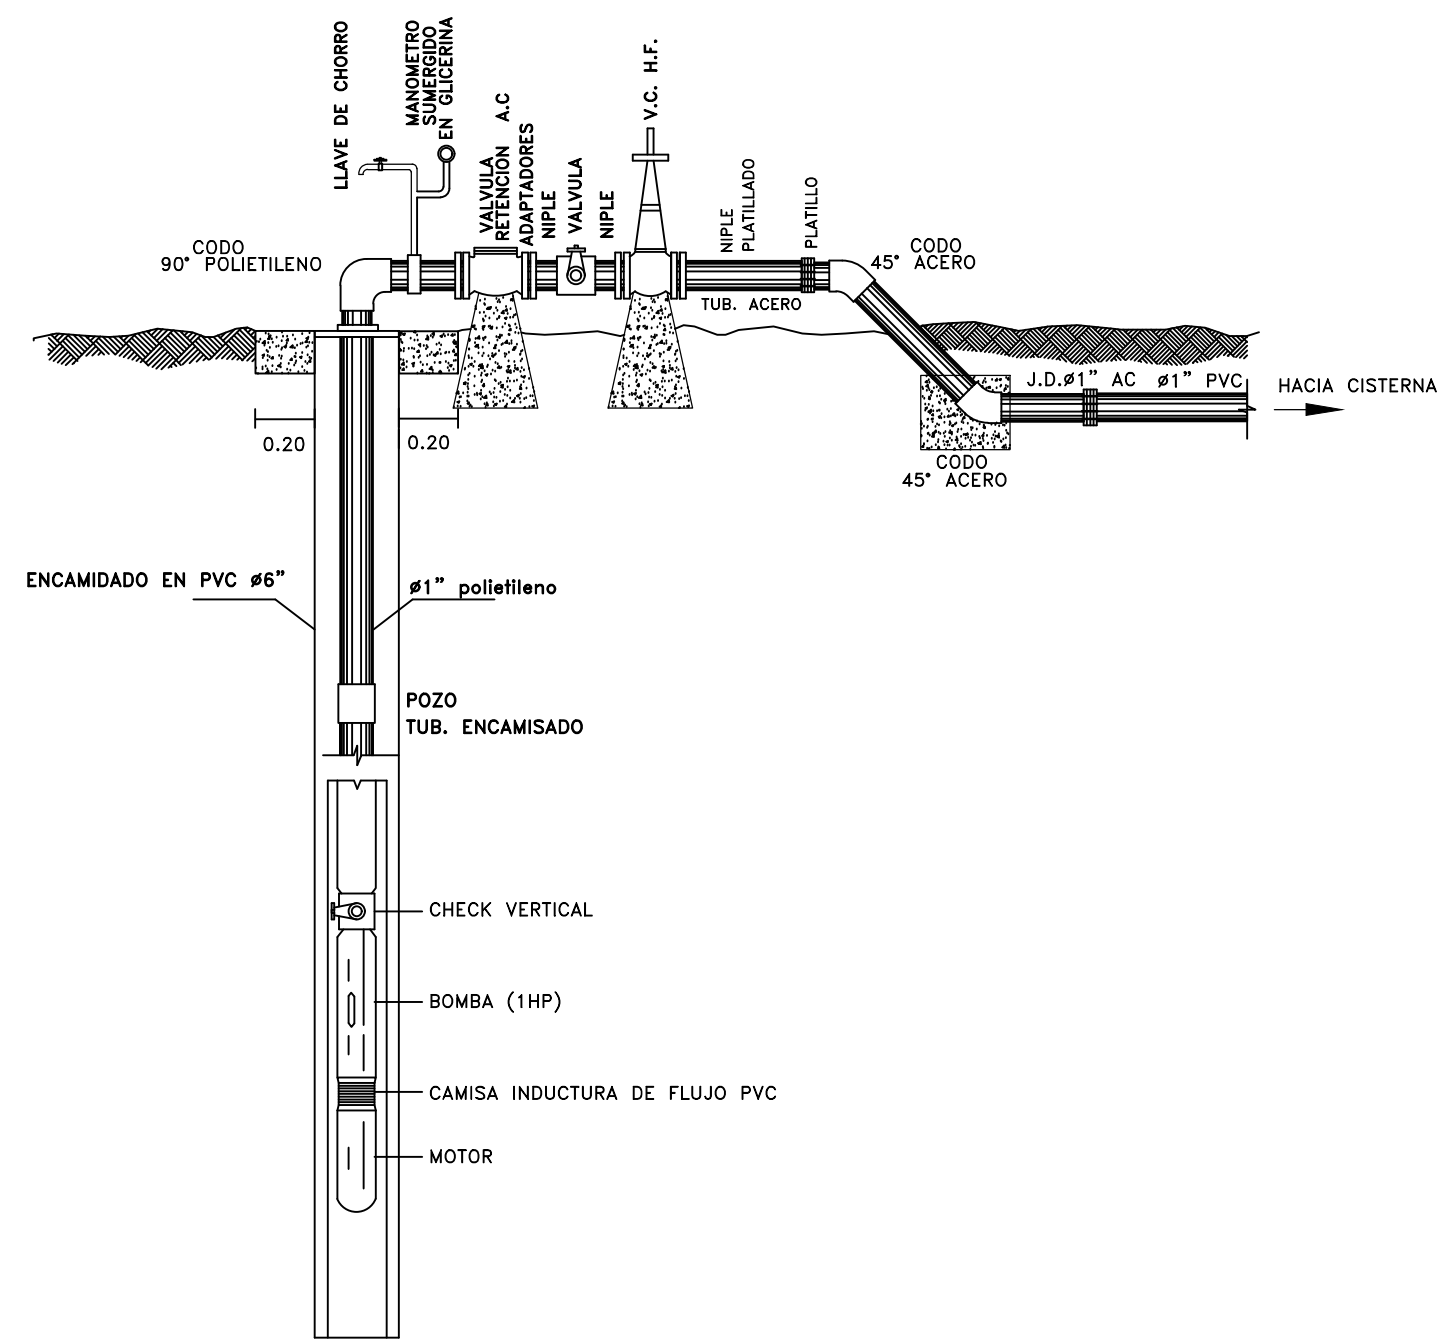 LLAVE DE CHORRO
MANOMETRO
SUMERGIDO
EN GLICERINA
VALVULA
RETENCION A.C
ADAPTADORES
NIPLE
VALVULA
NIPLE
V.C. H.F.
NIPLE
PLATILLADO
PLATILLO
CODO
90° POLIETILENO
CODO
45° ACERO
TUB. ACERO
J.D.ø1” AC ø1” PVC
HACIA CISTERNA
0.20
0.20
CODO
45° ACERO
ENCAMIDADO EN PVC ø6”
ø1” polietileno
POZO
TUB. ENCAMISADO
CHECK VERTICAL
BOMBA (1HP)
CAMISA INDUCTURA DE FLUJO PVC
MOTOR